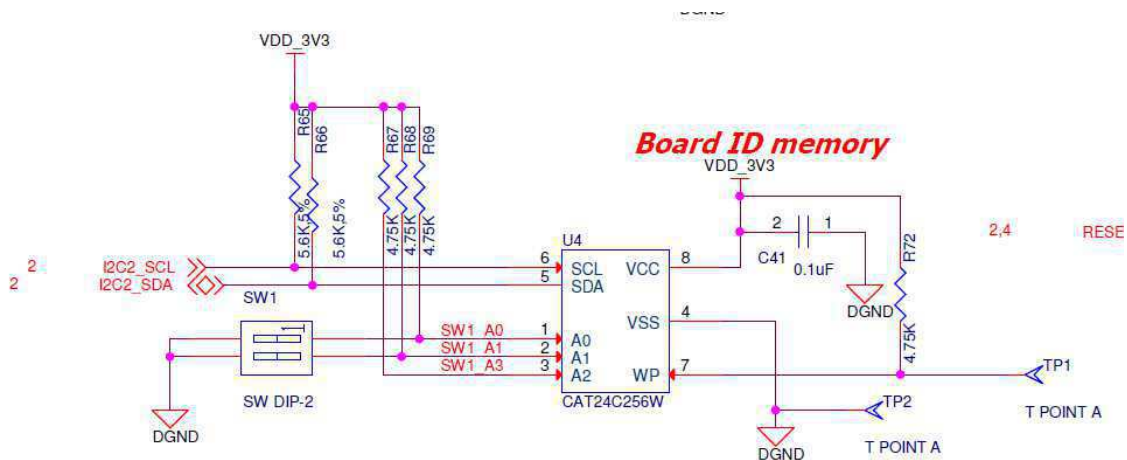 DGND
VDD_3V3
R65
R66
R67
R68
R69
5.6K,5%
5.6K,5%
4.75K
4.75K
4.75K
Board ID memory
VDD_3V3
2,4 RESE
R72
2 1
C41
0.1uF
DGND
4.75K
U4
2 I2C2_SCL 6 SCL VCC 8
2 I2C2_SDA 5 SDA
SW1
VSS 4
1
SW1_A0 1 A0
SW1_A1 2 A1
SW1_A3 3 A2 WP 7
TP1
SW DIP-2
CAT24C256W
TP2
T POINT A
DGND
DGND
T POINT A